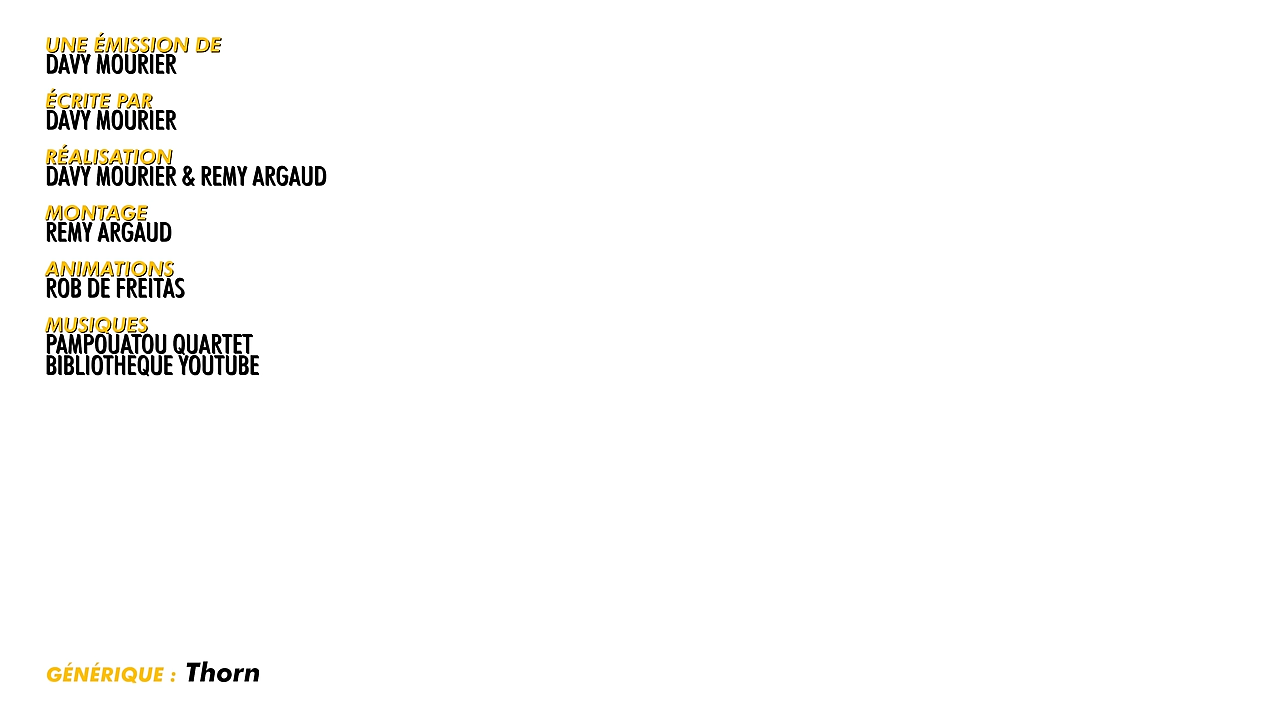 UNE ÉMISSION DE
DAVY MOURIER
ÉCRITE PAR
DAVY MOURIER
RÉALISATION
DAVY MOURIER & REMY ARGAUD
MONTAGE
REMY ARGAUD
ANIMATIONS
ROB DE FREITAS
MUSIQUES
PAMPOUATOU QUARTET
BIBLIOTHEQUE YOUTUBE
GÉNÉRIQUE : Thorn